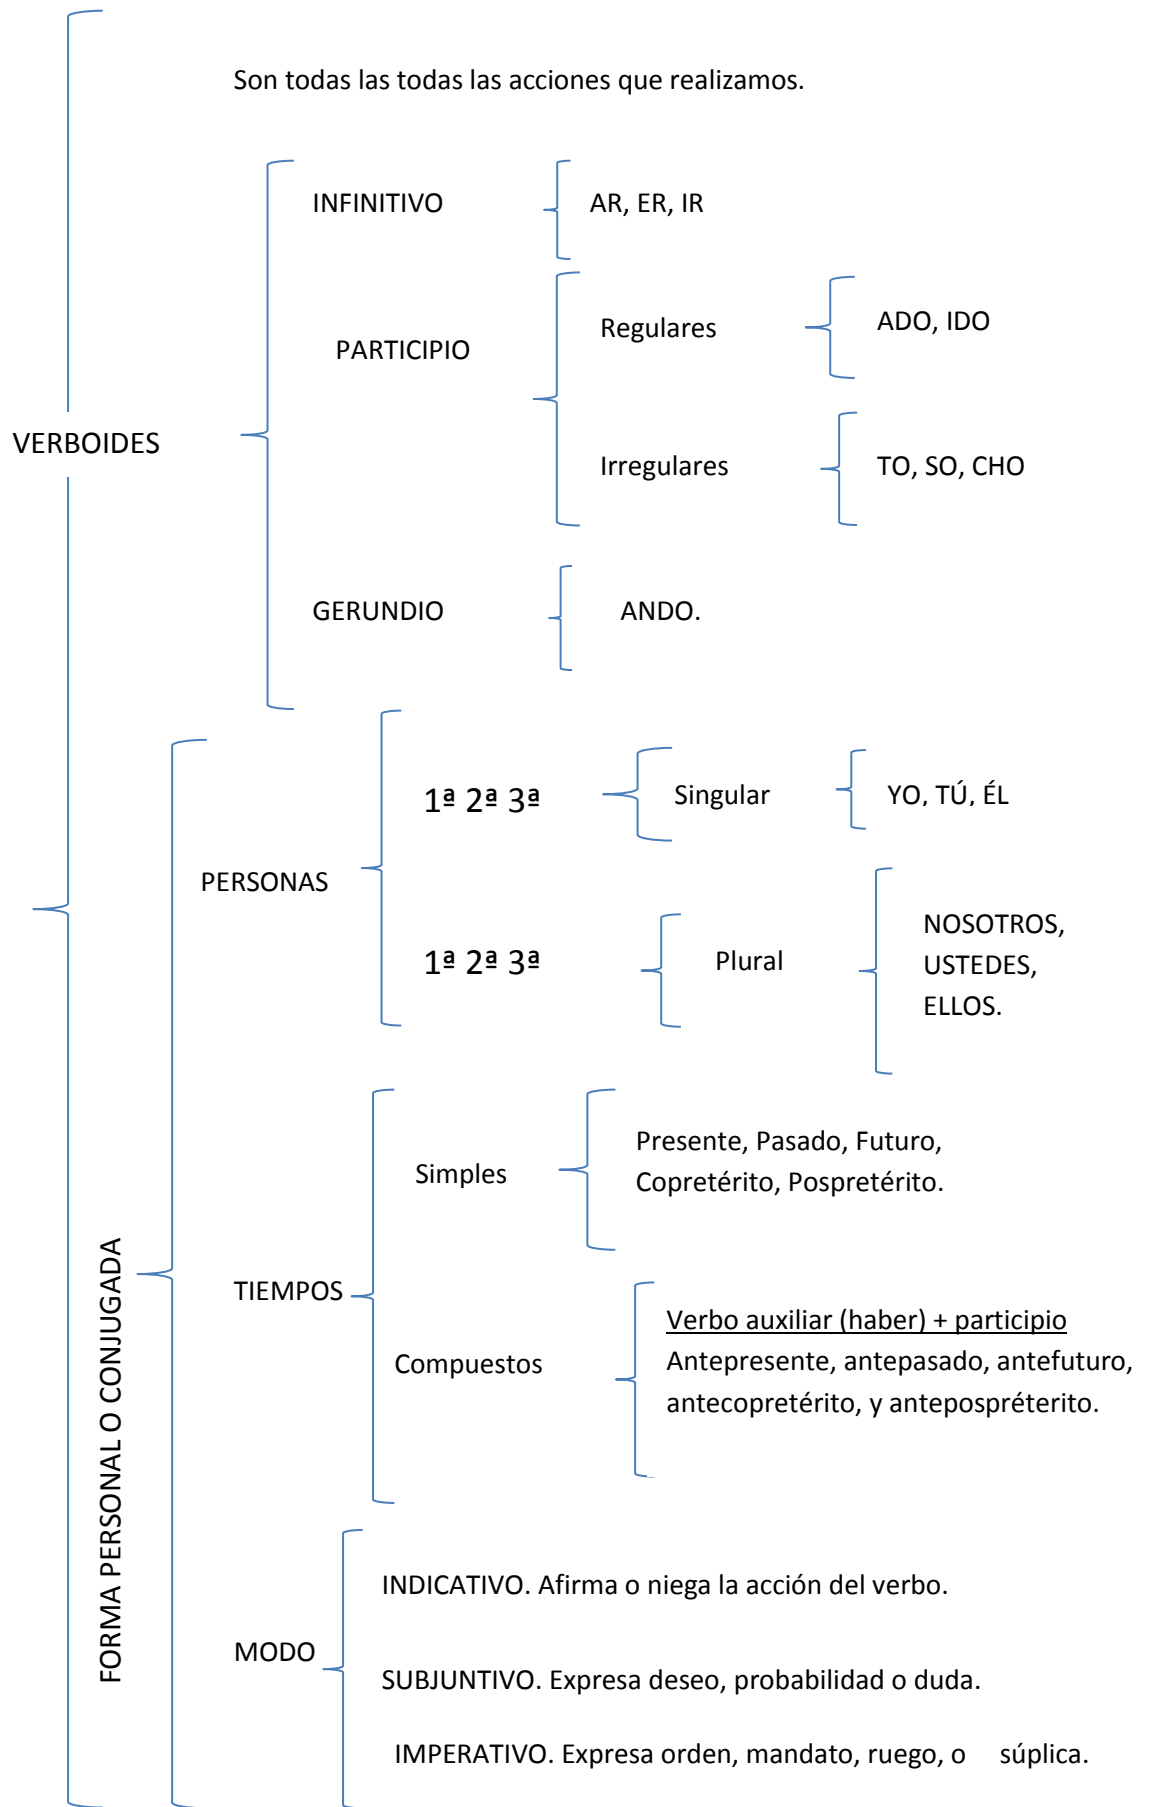 Son todas las todas las acciones que realizamos.
VERBOIDES
INFINITIVO
AR, ER, IR
PARTICIPIO
Regulares
ADO, IDO
Irregulares
TO, SO, CHO
GERUNDIO
ANDO.
FORMA PERSONAL O CONJUGADA
PERSONAS
1ª 2ª 3ª
Singular
YO, TÚ, ÉL
1ª 2ª 3ª
Plural
NOSOTROS,
USTEDES,
ELLOS.
TIEMPOS
Simples
Presente, Pasado, Futuro,
Copretérito, Pospretérito.
Compuestos
Verbo auxiliar (haber) + participio
Antepresente, antepasado, antefuturo,
antecopretérito, y antepospréterito.
MODO
INDICATIVO. Afirma o niega la acción del verbo.
SUBJUNTIVO. Expresa deseo, probabilidad o duda.
IMPERATIVO. Expresa orden, mandato, ruego, o súplica.